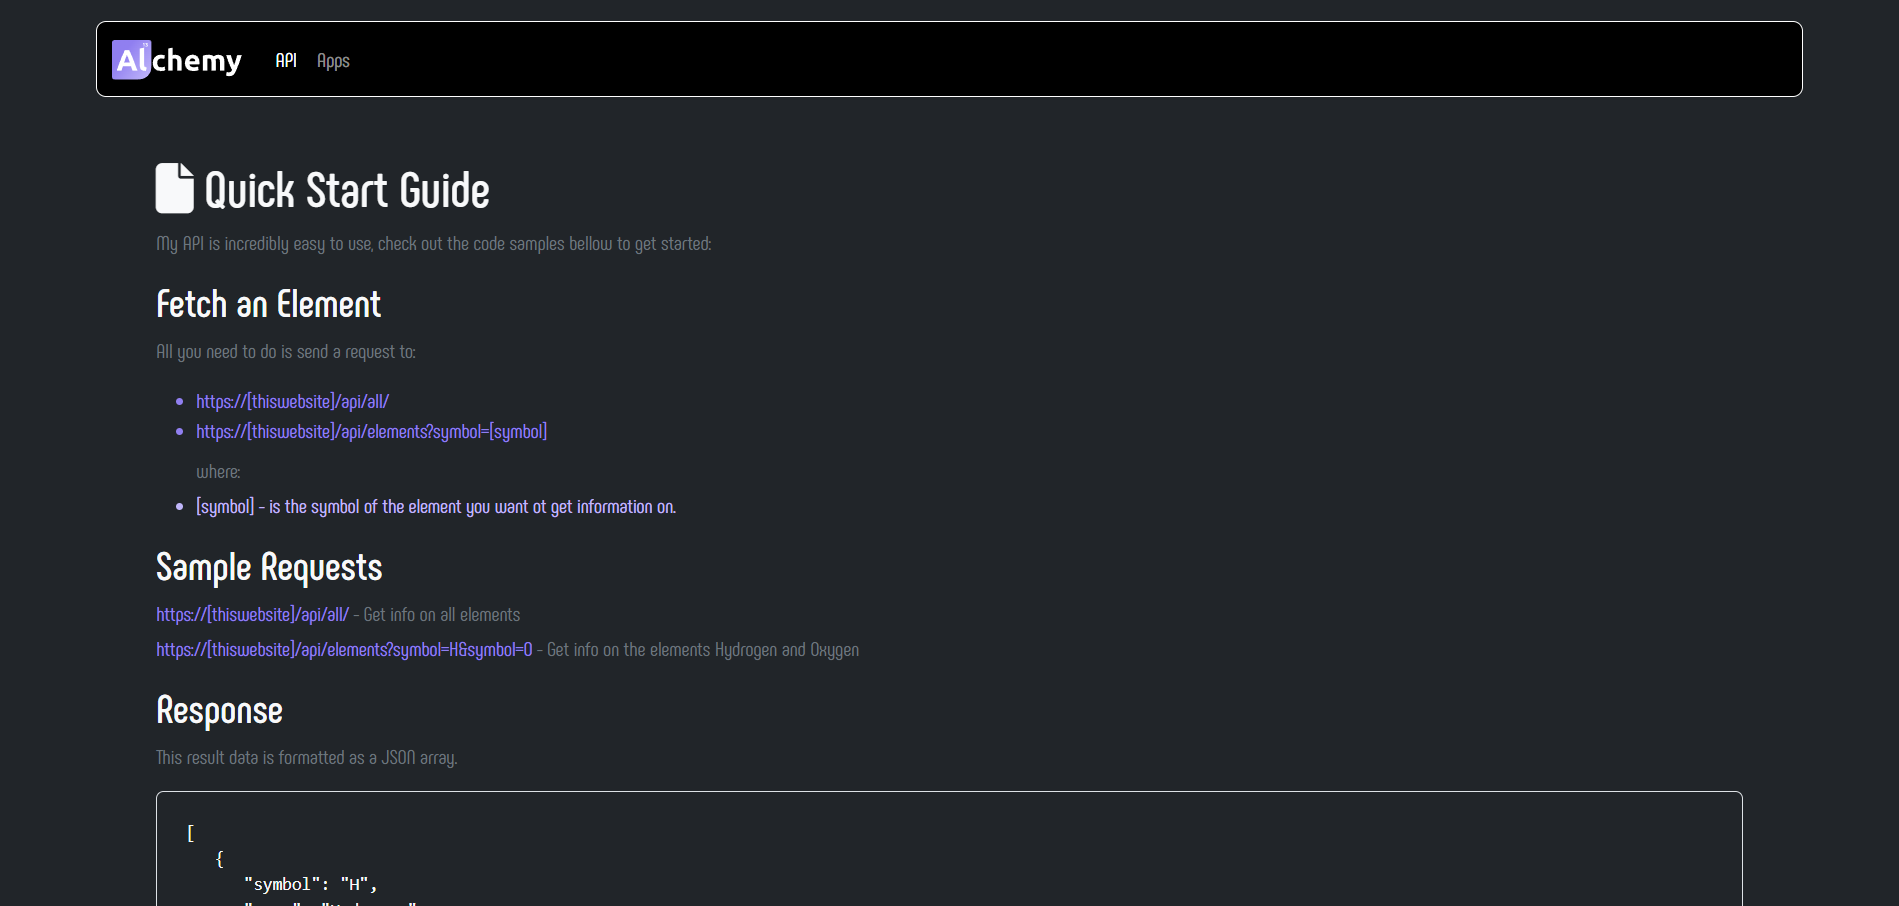 Alchemy API Apps
Quick Start Guide
My API is incredibly easy to use, check out the code samples bellow to get started:
Fetch an Element
All you need to do is send a request to:
https://[thiswebsite]/api/all/
https://[thiswebsite]/api/elements?symbol=[symbol]
where:
[symbol] - is the symbol of the element you want ot get information on.
Sample Requests
https://[thiswebsite]/api/all/ - Get info on all elements
https://[thiswebsite]/api/elements?symbol=H&symbol=O - Get info on the elements Hydrogen and Oxygen
Response
This result data is formatted as a JSON array.
[
{
"symbol": "H",